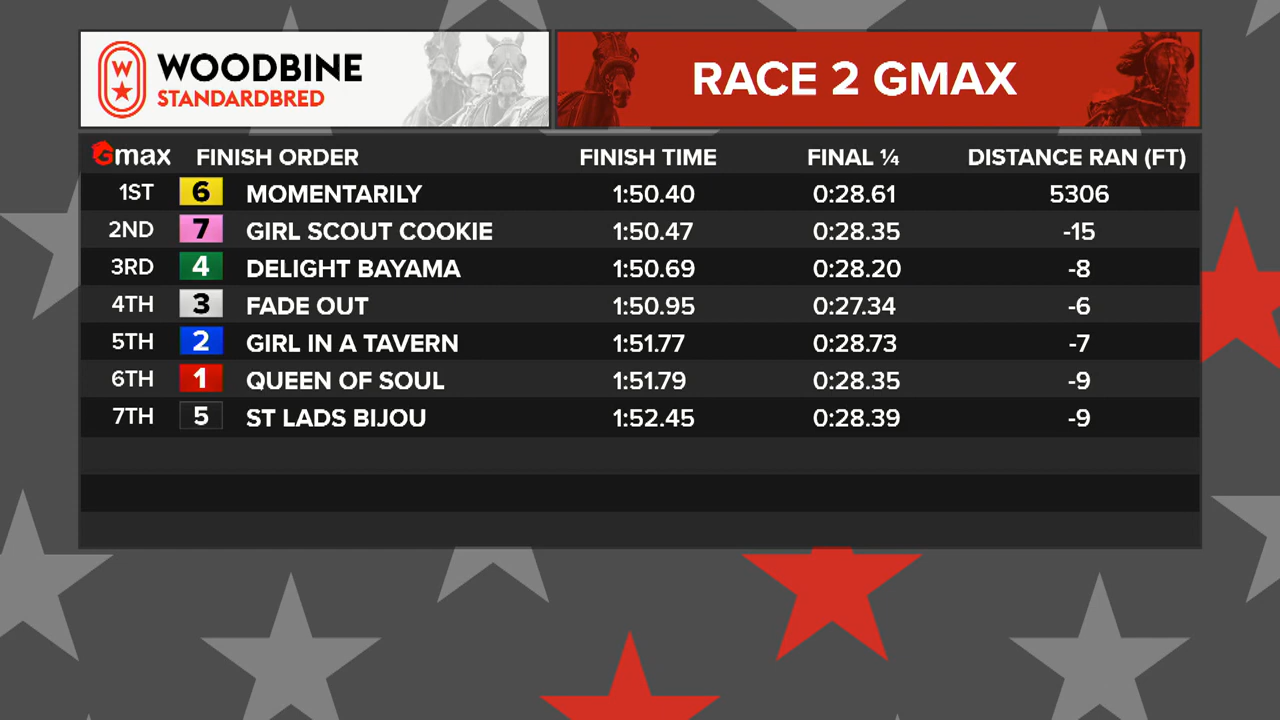 W
WOODBINE
STANDARDBRED
RACE 2 GMAX
Gmax FINISH ORDER FINISH TIME FINAL ¼ DISTANCE RAN (FT)
1ST 6 MOMENTARILY 1:50.40 0:28.61 5306
2ND 7 GIRL SCOUT COOKIE 1:50.47 0:28.35 -15
3RD 4 DELIGHT BAYAMA 1:50.69 0:28.20 -8
4TH 3 FADE OUT 1:50.95 0:27.34 -6
5TH 2 GIRL IN A TAVERN 1:51.77 0:28.73 -7
6TH 1 QUEEN OF SOUL 1:51.79 0:28.35 -9
7TH 5 ST LADS BIJOU 1:52.45 0:28.39 -9